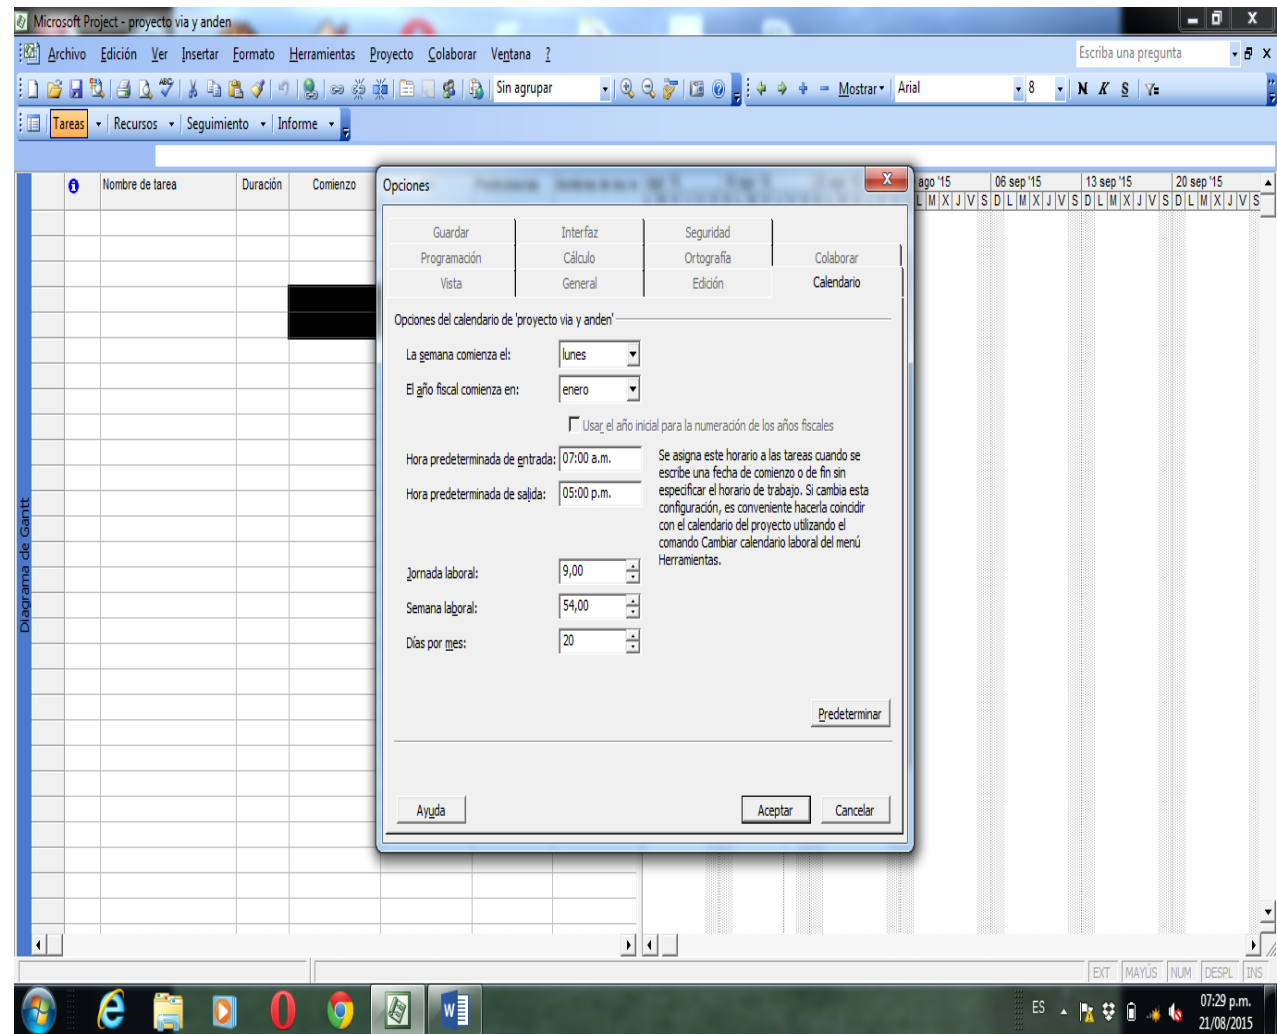 Microsoft Project - proyecto via y anden
Archivo Edición Ver Insertar Formato Herramientas Proyecto Colaborar Ventana ?
Escriba una pregunta
Sin agrupar
Mostrar
Arial
8
N K S
Tareas Recursos Seguimiento Informe
Nombre de tarea Duración Comienzo
ago '15 06 sep '15 13 sep '15 20 sep '15
L M X J V S D L M X J V S D L M X J V S D L M X J V S
Opciones
Guardar Interfaz Seguridad
Programación Cálculo Ortografía Colaborar
Vista General Edición Calendario
Opciones del calendario de 'proyecto via y anden'
La semana comienza el: lunes
El año fiscal comienza en: enero
Usar el año inicial para la numeración de los años fiscales
Hora predeterminada de entrada: 07:00 a.m.
Hora predeterminada de salida: 05:00 p.m.
Se asigna este horario a las tareas cuando se
escribe una fecha de comienzo o de fin sin
especificar el horario de trabajo. Si cambia esta
configuración, es conveniente hacerla coincidir
con el calendario del proyecto utilizando el
comando Cambiar calendario laboral del menú
Herramientas.
Jornada laboral: 9,00
Semana laboral: 54,00
Días por mes: 20
Predeterminar
Ayuda Aceptar Cancelar
Diagrama de Gantt
EXT MAYÚS NUM DESPL INS
ES
07:29 p.m.
21/08/2015